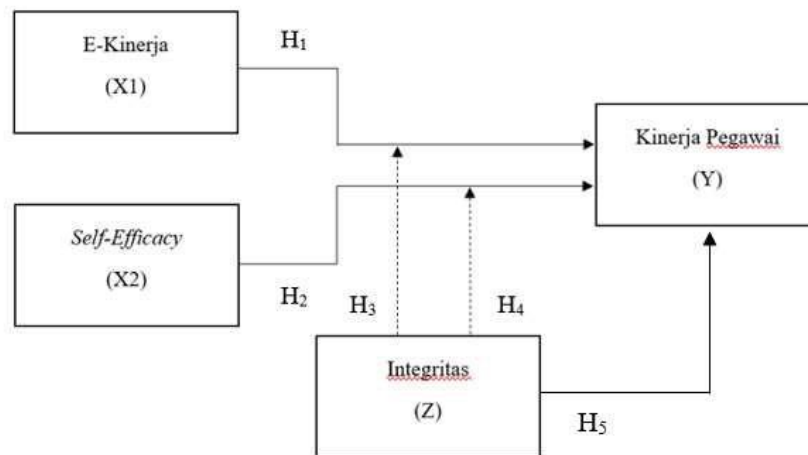 E-Kinerja
(X1)
H₁
Kinerja Pegawai
(Y)
Self-Efficacy
(X2)
H₂
H₃
H₄
Integritas
(Z)
H₅